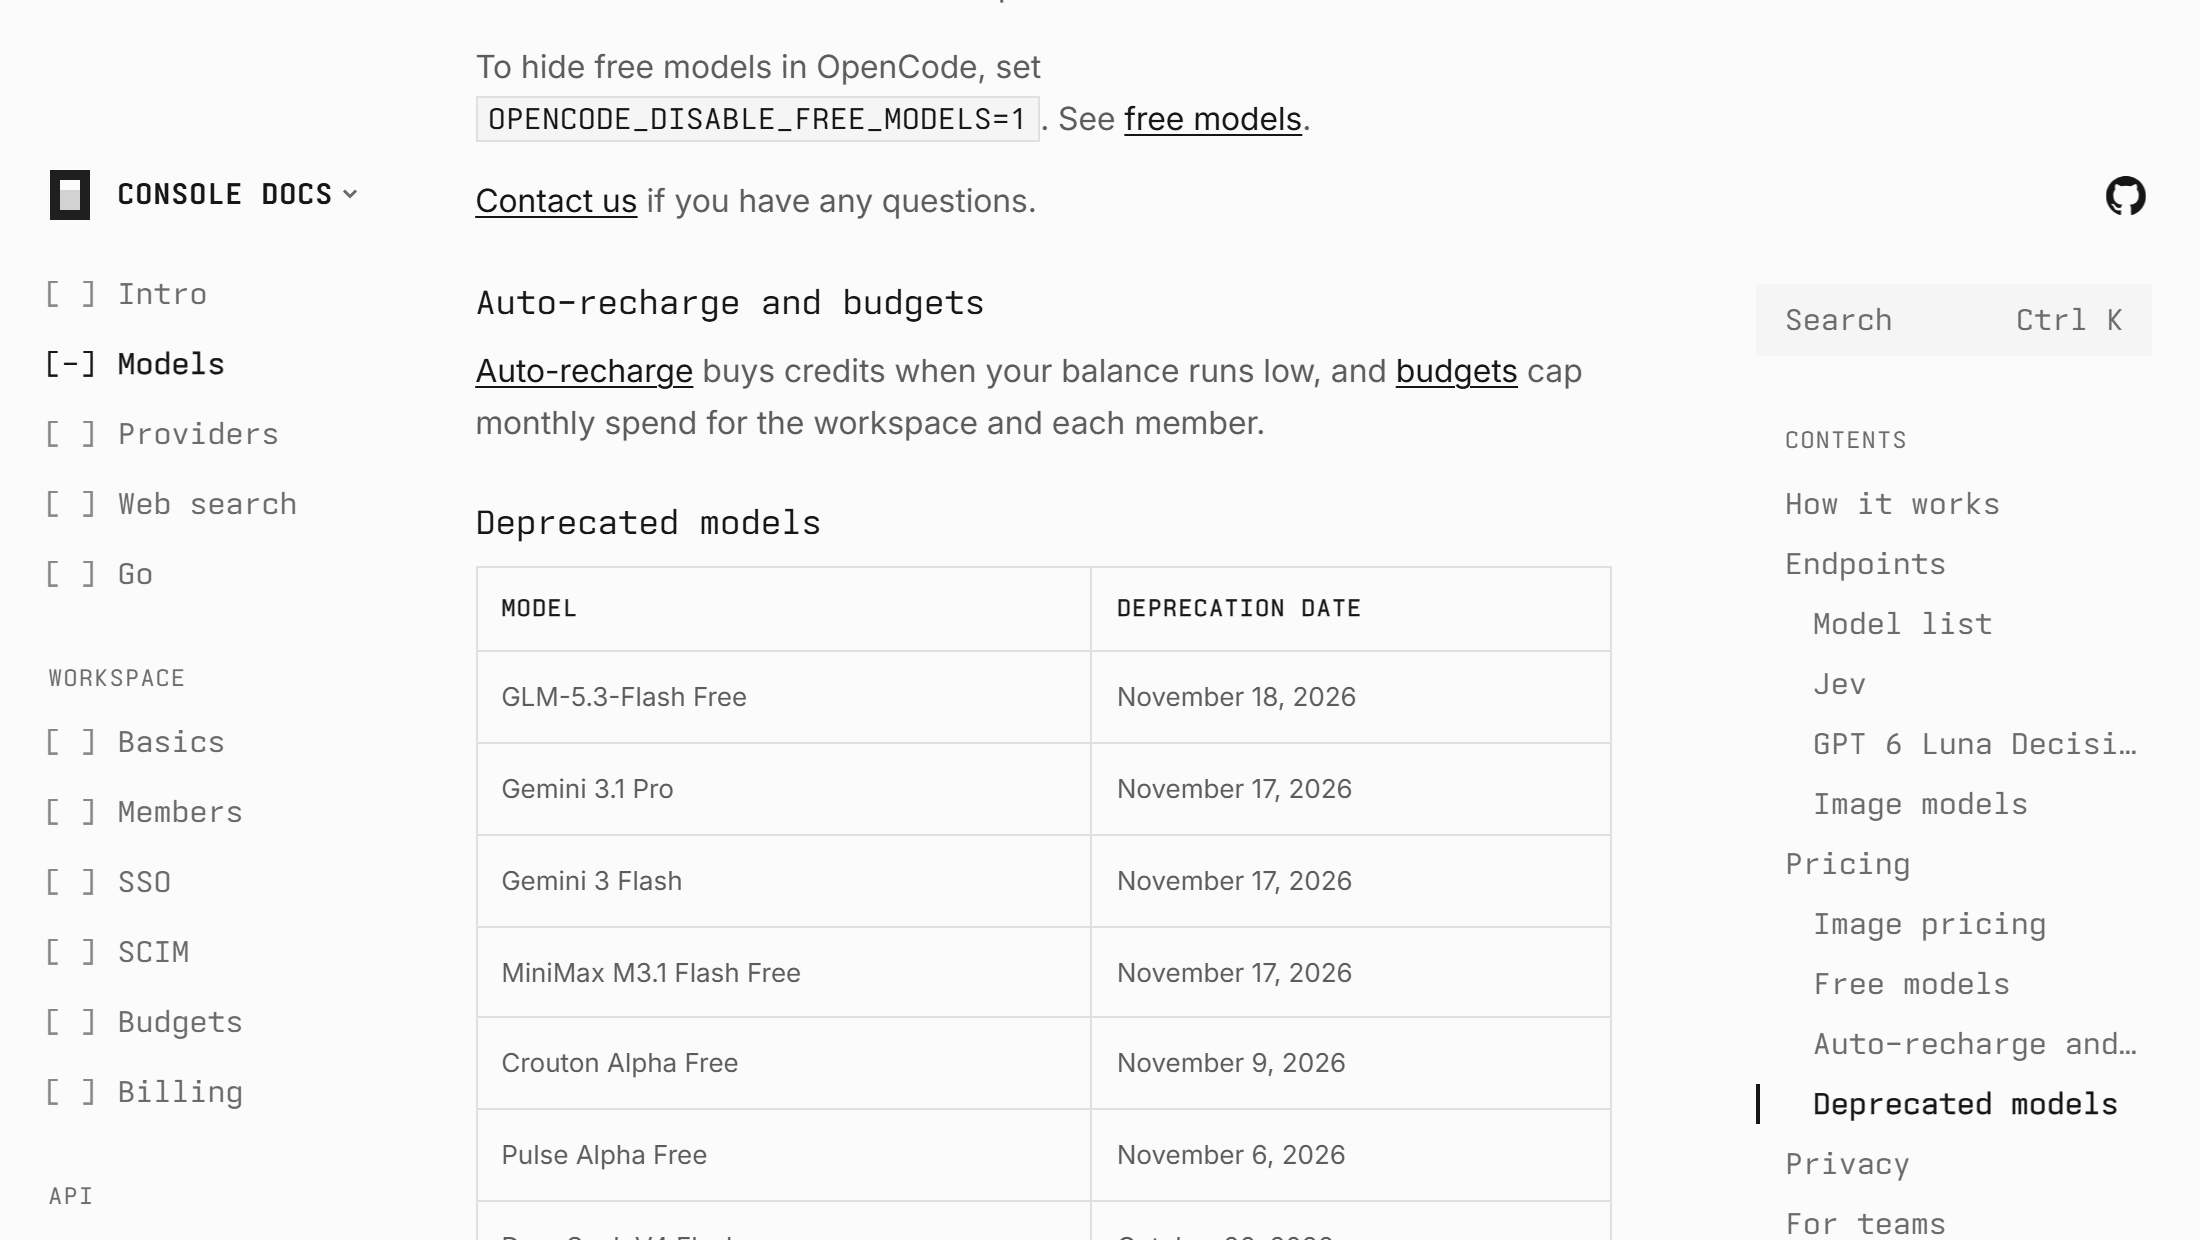 To hide free models in OpenCode, set
OPENCODE_DISABLE_FREE_MODELS=1. See free models.
Contact us if you have any questions.
Auto-recharge and budgets
Auto-recharge buys credits when your balance runs low, and budgets cap
monthly spend for the workspace and each member.
Deprecated models
MODEL DEPRECATION DATE
GLM-5.3-Flash Free November 18, 2026
Gemini 3.1 Pro November 17, 2026
Gemini 3 Flash November 17, 2026
MiniMax M3.1 Flash Free November 17, 2026
Crouton Alpha Free November 9, 2026
Pulse Alpha Free November 6, 2026
CONSOLE DOCS
[ ] Intro
[-] Models
[ ] Providers
[ ] Web search
[ ] Go
WORKSPACE
[ ] Basics
[ ] Members
[ ] SSO
[ ] SCIM
[ ] Budgets
[ ] Billing
API
Search Ctrl K
CONTENTS
How it works
Endpoints
Model list
Jev
GPT 6 Luna Decisi…
Image models
Pricing
Image pricing
Free models
Auto-recharge and…
Deprecated models
Privacy
For teams